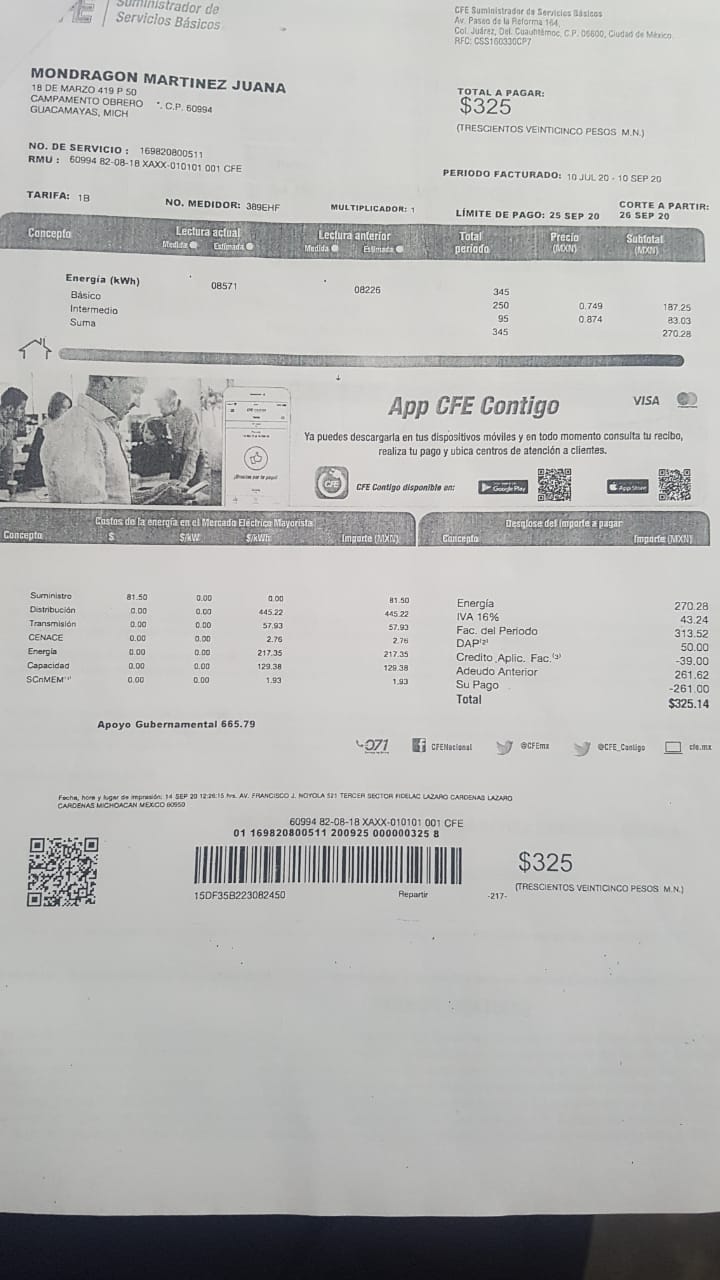 Suministrador de
Servicios Básicos
CFE Suministrador de Servicios Básicos
Av. Paseo de la Reforma 164,
Col. Juárez, Del. Cuauhtémoc, C.P. 06600, Ciudad de México.
RFC: CSS160330CP7
MONDRAGON MARTINEZ JUANA
18 DE MARZO 419 P 50
CAMPAMENTO OBRERO *. C.P. 60994
GUACAMAYAS, MICH
TOTAL A PAGAR:
$325
(TRESCIENTOS VEINTICINCO PESOS M.N.)
NO. DE SERVICIO : 169820800511
RMU : 60994 82-08-18 XAXX-010101 001 CFE
PERIODO FACTURADO: 10 JUL 20 - 10 SEP 20
TARIFA: 1B NO. MEDIDOR: 389EHF MULTIPLICADOR: 1
LÍMITE DE PAGO: 25 SEP 20
CORTE A PARTIR:
26 SEP 20
Concepto Lectura actual Lectura anterior Total periodo Precio (MXN) Subtotal (MXN)
Medida Estimada Medida Estimada
Energía (kWh) 08571 08226 345
Básico 250 0.749 187.25
Intermedio 95 0.874 83.03
Suma 345 270.28
App CFE Contigo VISA
Ya puedes descargarla en tus dispositivos móviles y en todo momento consulta tu recibo,
realiza tu pago y ubica centros de atención a clientes.
CFE
CFE Contigo disponible en: Google Play App Store
Costos de la energía en el Mercado Eléctrico Mayorista
Concepto $ $/kW $/kWh Importe (MXN)
Suministro 81.50 0.00 0.00 81.50
Distribución 0.00 0.00 445.22 445.22
Transmisión 0.00 0.00 57.93 57.93
CENACE 0.00 0.00 2.76 2.76
Energía 0.00 0.00 217.35 217.35
Capacidad 0.00 0.00 129.38 129.38
SCnMEM⁽¹⁾ 0.00 0.00 1.93 1.93
Desglose del importe a pagar
Concepto Importe (MXN)
Energía 270.28
IVA 16% 43.24
Fac. del Periodo 313.52
DAP⁽²⁾ 50.00
Credito Aplic. Fac.⁽³⁾ -39.00
Adeudo Anterior 261.62
Su Pago -261.00
Total $325.14
Apoyo Gubernamental 665.79
071 CFENacional @CFEmx @CFE_Contigo cfe.mx
Fecha, hora y lugar de impresión: 14 SEP 20 12:26:15 hrs. AV. FRANCISCO J. NOYOLA 521 TERCER SECTOR FIDELAC LAZARO CARDENAS LAZARO
CARDENAS MICHOACAN MEXICO 60950
60994 82-08-18 XAXX-010101 001 CFE
01 169820800511 200925 000000325 8
15DF35B223082450 Repartir -217-
$325
(TRESCIENTOS VEINTICINCO PESOS M.N.)